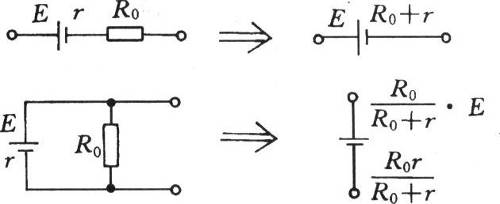 E r R₀ ⇒ E R₀+r
E r R₀ ⇒ R₀/(R₀+r) · E
R₀r/(R₀+r)